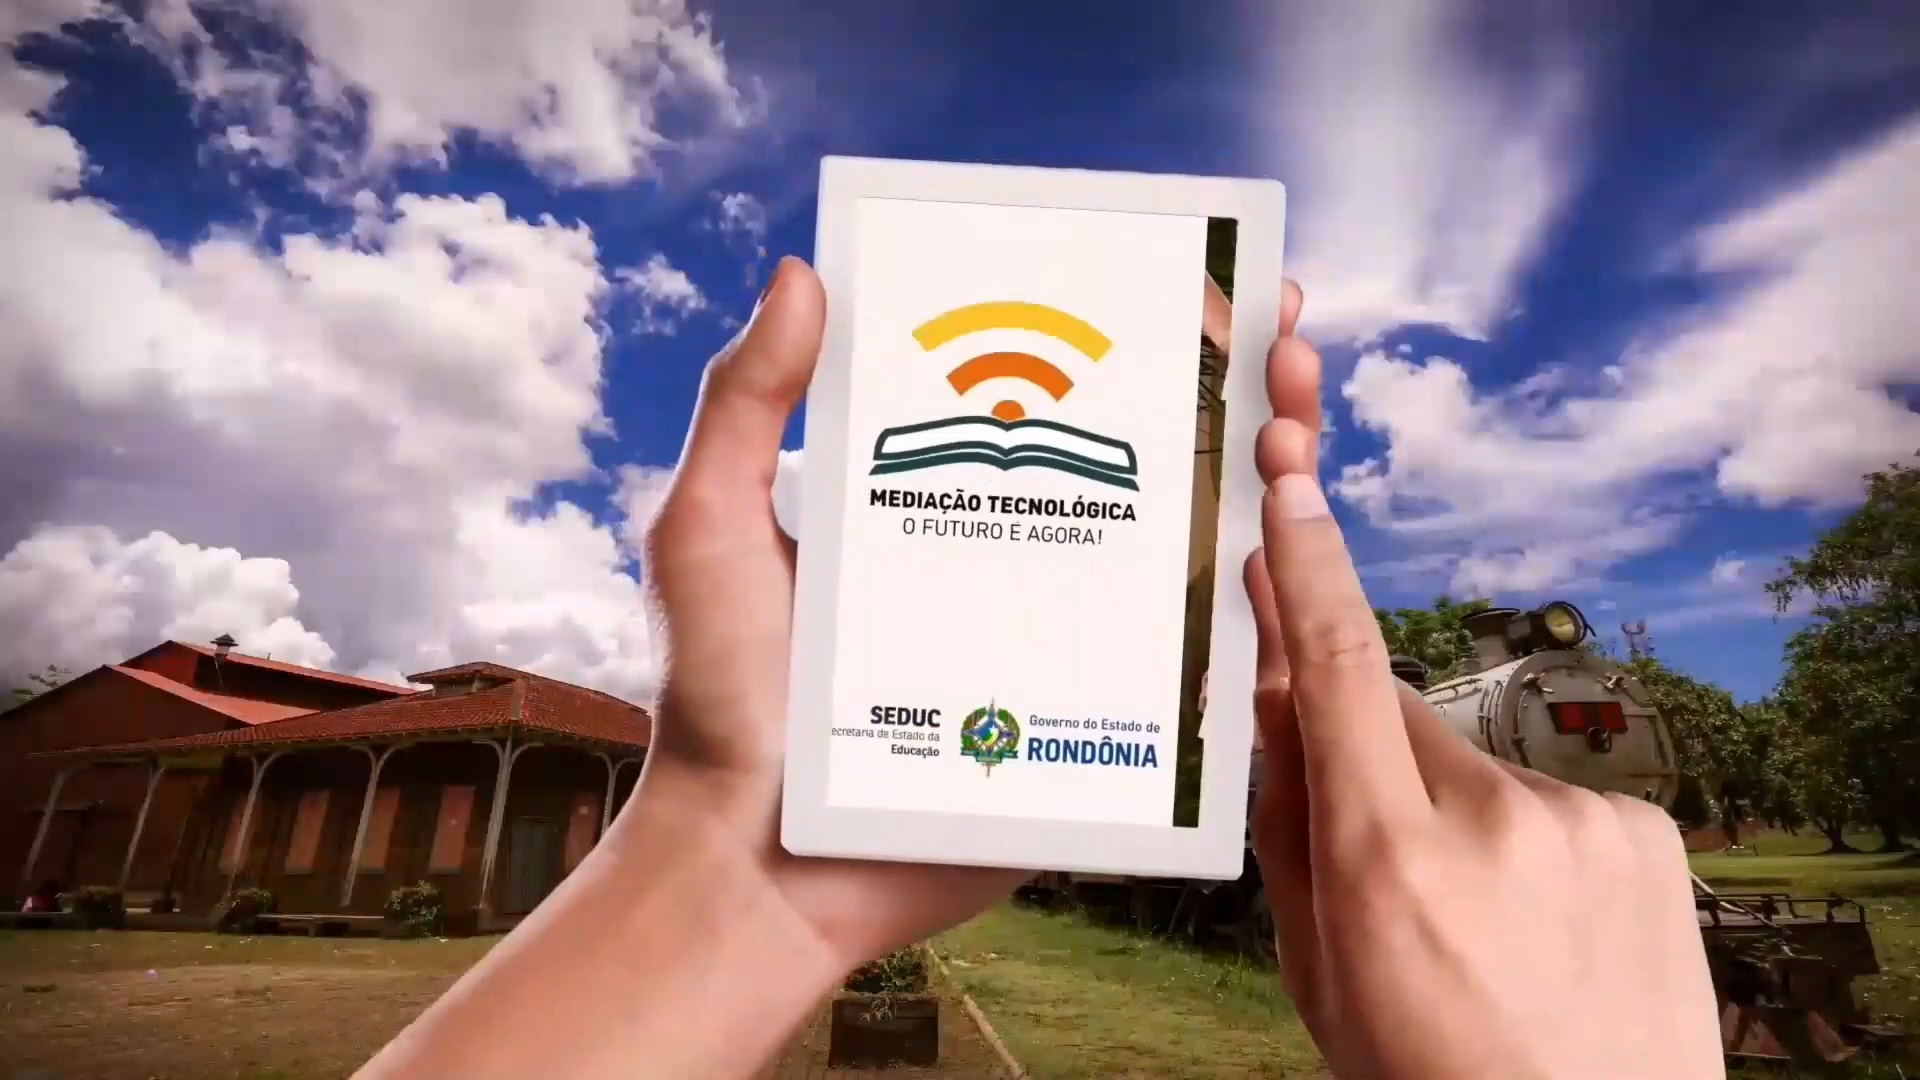 MEDIAÇÃO TECNOLÓGICA
O FUTURO É AGORA!
SEDUC
ecretaria de Estado da
Educação
Governo do Estado de
RONDÔNIA